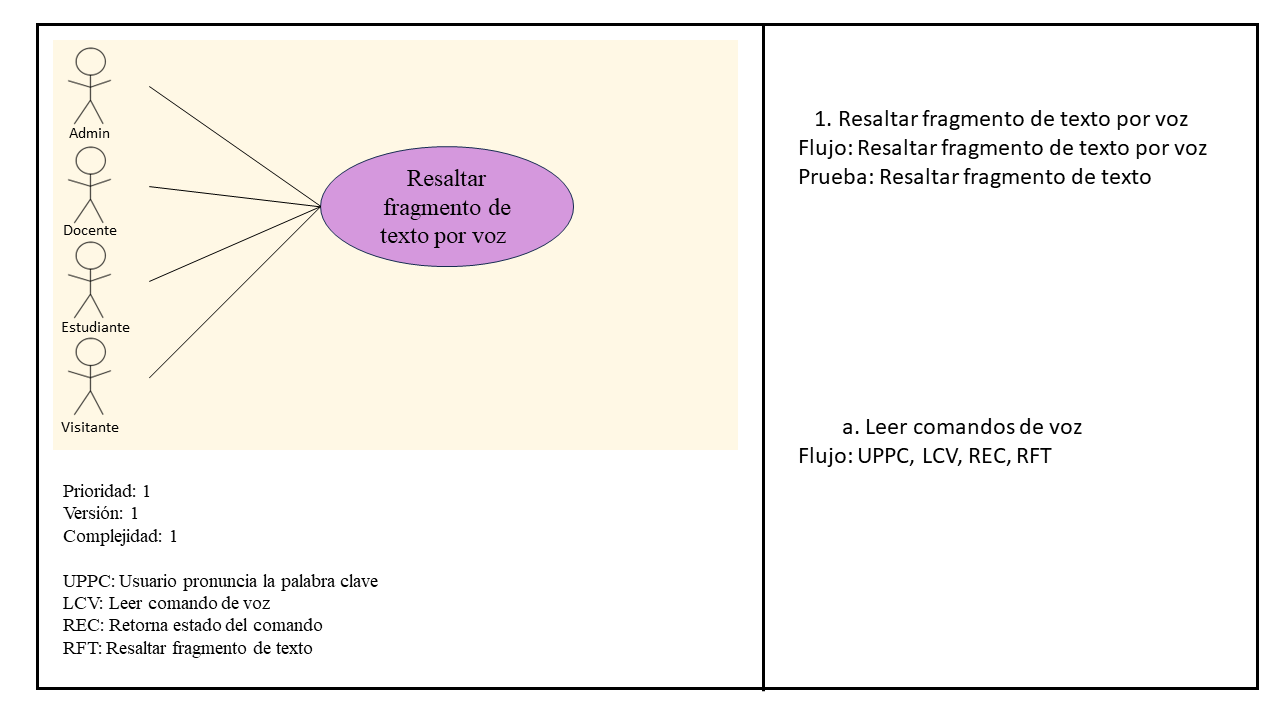 Admin
Docente
Estudiante
Visitante
Resaltar
fragmento de
texto por voz
Prioridad: 1
Versión: 1
Complejidad: 1
UPPC: Usuario pronuncia la palabra clave
LCV: Leer comando de voz
REC: Retorna estado del comando
RFT: Resaltar fragmento de texto
1. Resaltar fragmento de texto por voz
Flujo: Resaltar fragmento de texto por voz
Prueba: Resaltar fragmento de texto
a. Leer comandos de voz
Flujo: UPPC, LCV, REC, RFT